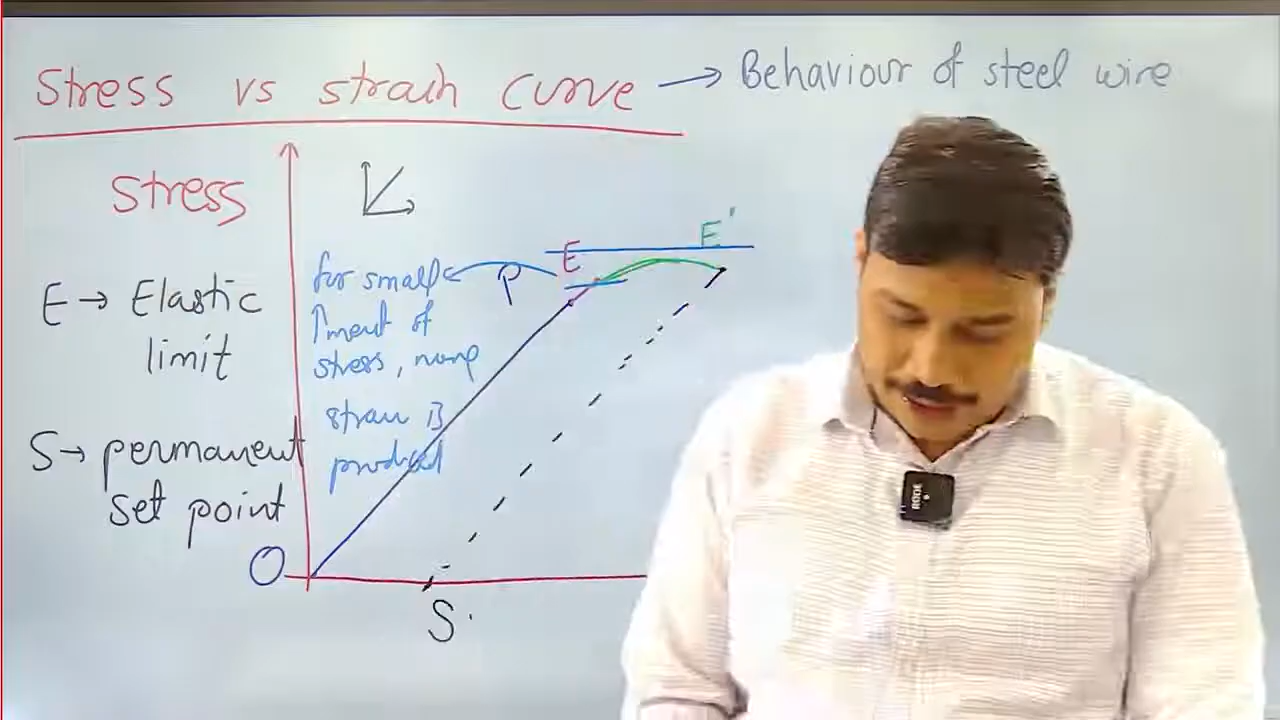 Stress vs strain curve → Behaviour of steel wire
Stress
E'
E
P
for small
E → Elastic
limit
↑ment of
stress, more
strain is
produced
S → permanent
set point
O
S.
RODE